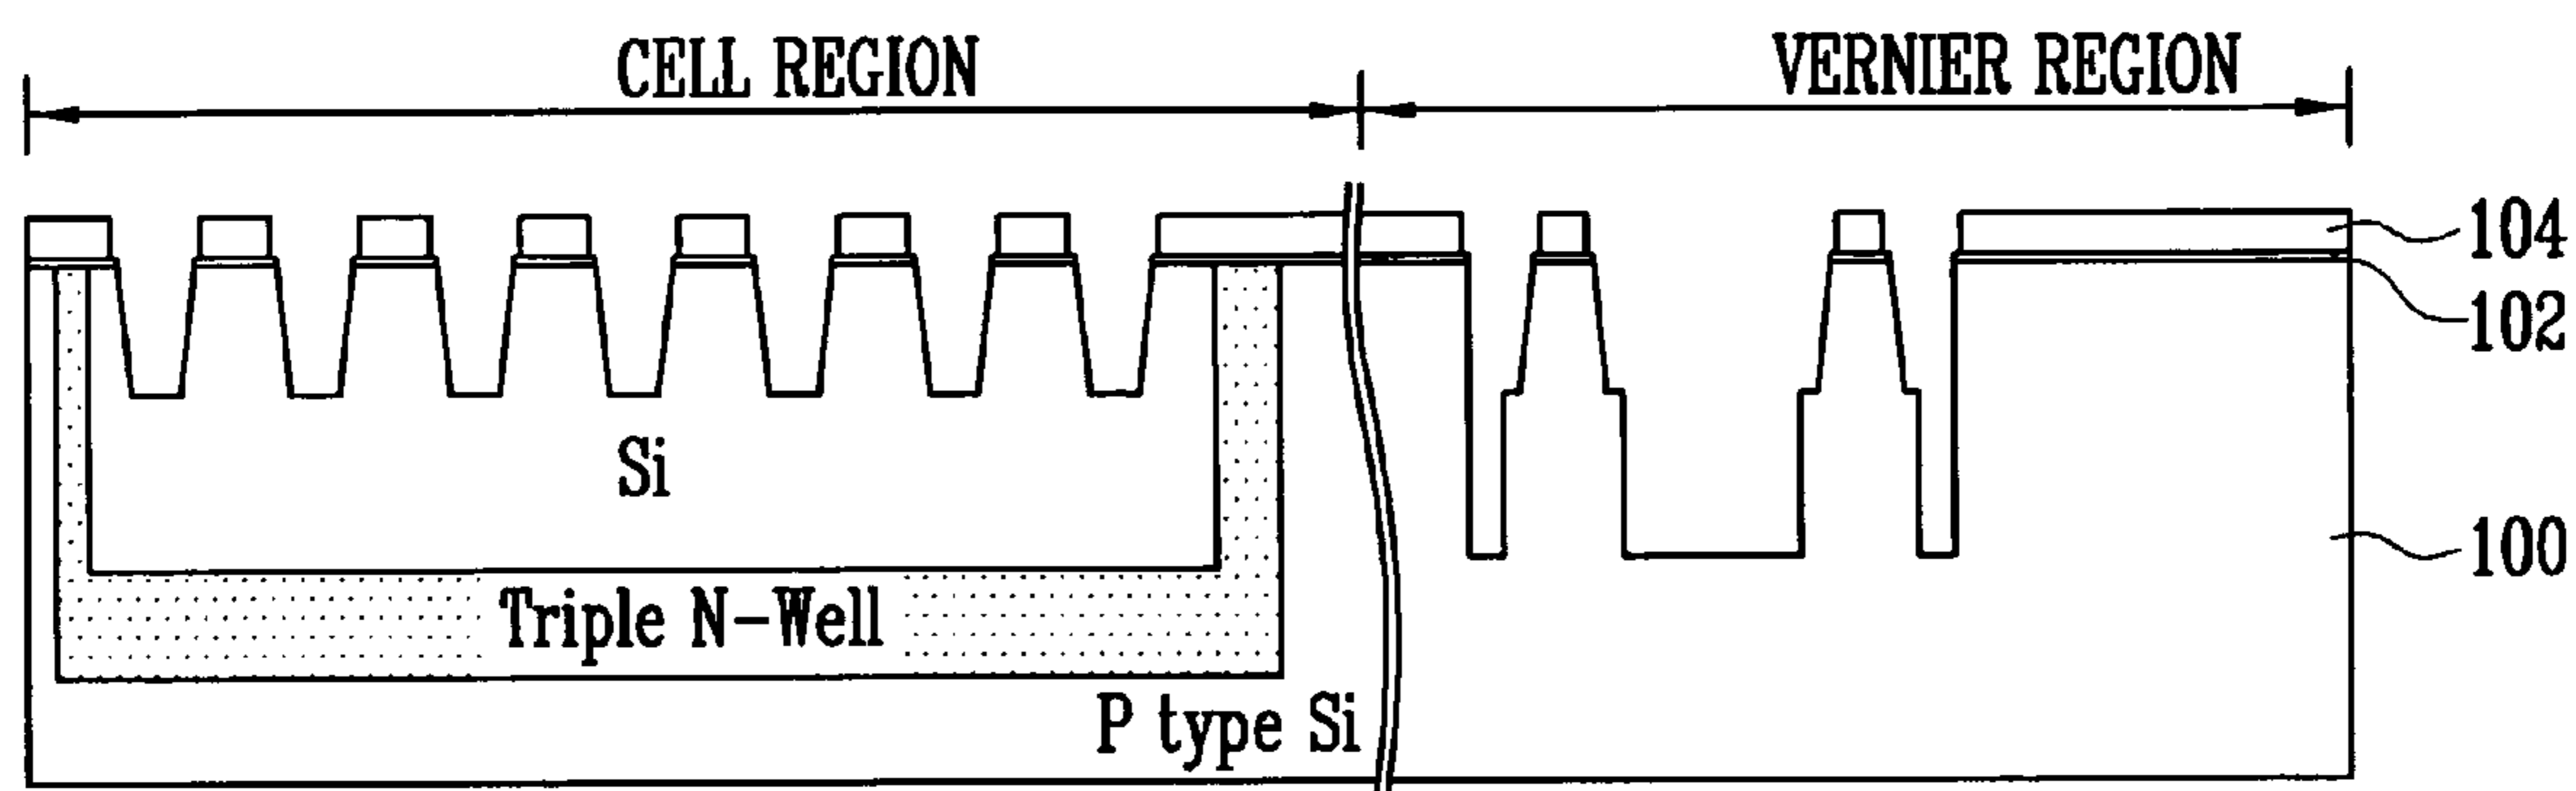 CELL REGION
VERNIER REGION
104
102
Si
100
Triple N-Well
P type Si